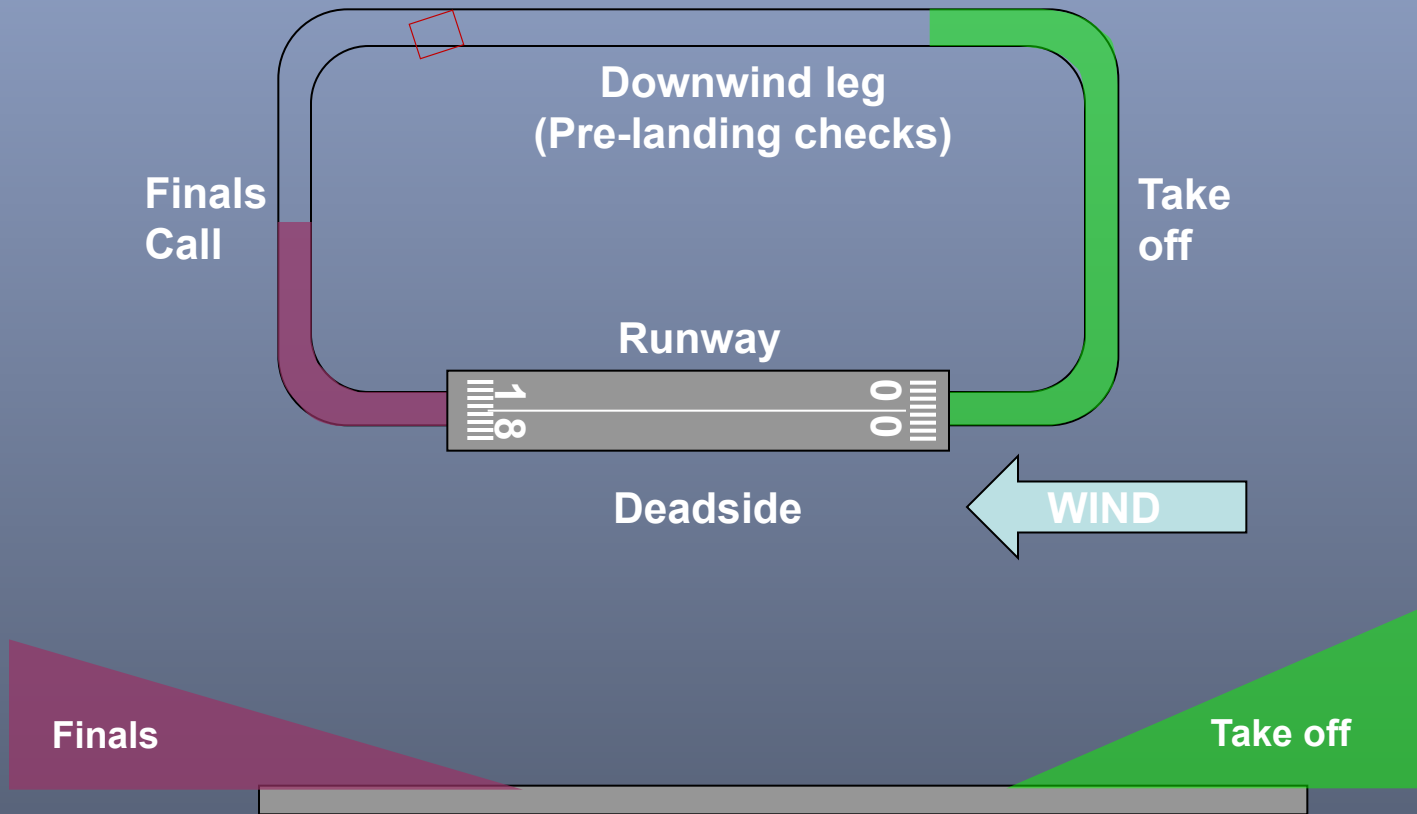 Downwind leg
(Pre-landing checks)
Finals
Call
Take
off
Runway
18
00
Deadside
WIND
Finals
Take off